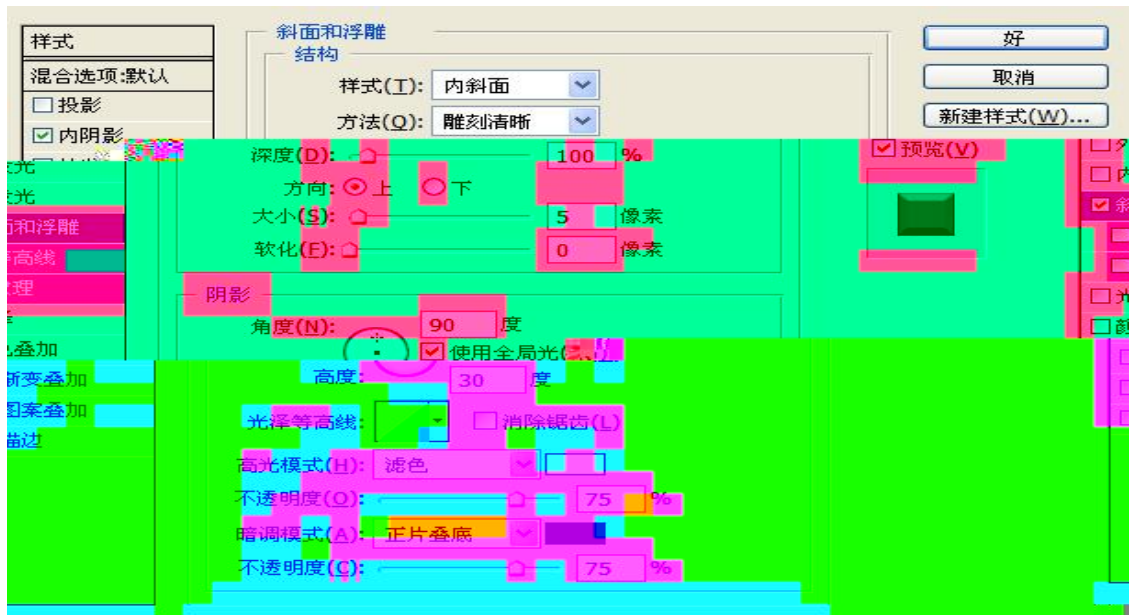 样式
混合选项:默认
投影
内阴影
发光
面和浮雕
等高线
叠加
渐变叠加
图案叠加
描边
斜面和浮雕
结构
样式(T): 内斜面
方法(Q): 雕刻清晰
深度(D): 100 %
方向: 上 下
大小(S): 5 像素
软化(F): 0 像素
阴影
角度(N): 90 度
使用全局光
高度: 30 度
光泽等高线: 消除锯齿(L)
高光模式(H): 滤色
不透明度(O): 75 %
暗调模式(A): 正片叠底
不透明度(C): 75 %
好
取消
新建样式(W)...
预览(V)